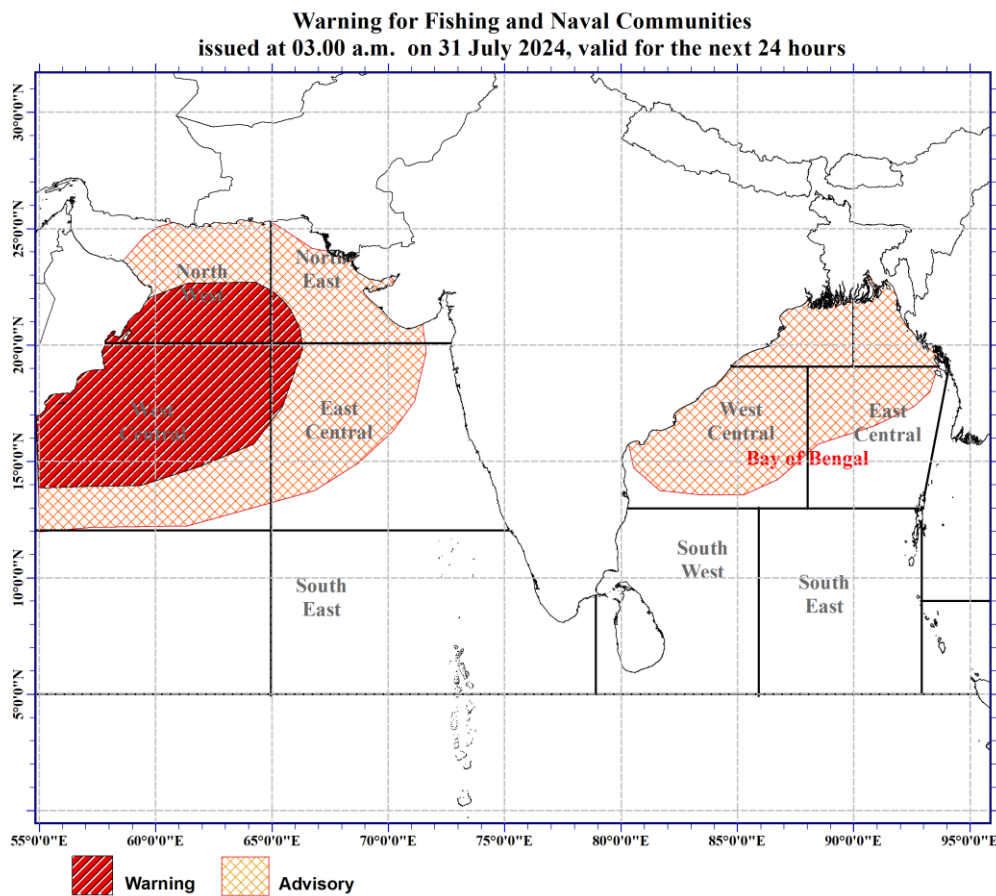 Warning for Fishing and Naval Communities
issued at 03.00 a.m.  on 31 July 2024, valid for the next 24 hours
30°0'0"N
25°0'0"N
20°0'0"N
15°0'0"N
10°0'0"N
5°0'0"N
North
West
North
East
West
Central
East
Central
West
Central
East
Central
Bay of Bengal
South
West
South
East
South
East
55°0'0"E
60°0'0"E
65°0'0"E
70°0'0"E
75°0'0"E
80°0'0"E
85°0'0"E
90°0'0"E
95°0'0"E
Warning
Advisory